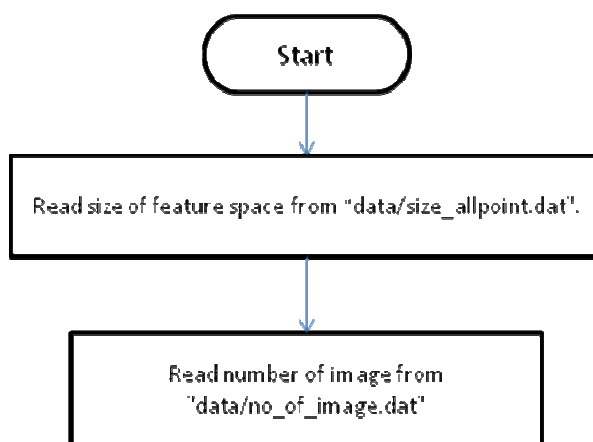 Start
Read size of feature space from "data/size_allpoint.dat".
Read number of image from
"data/no_of_image.dat"